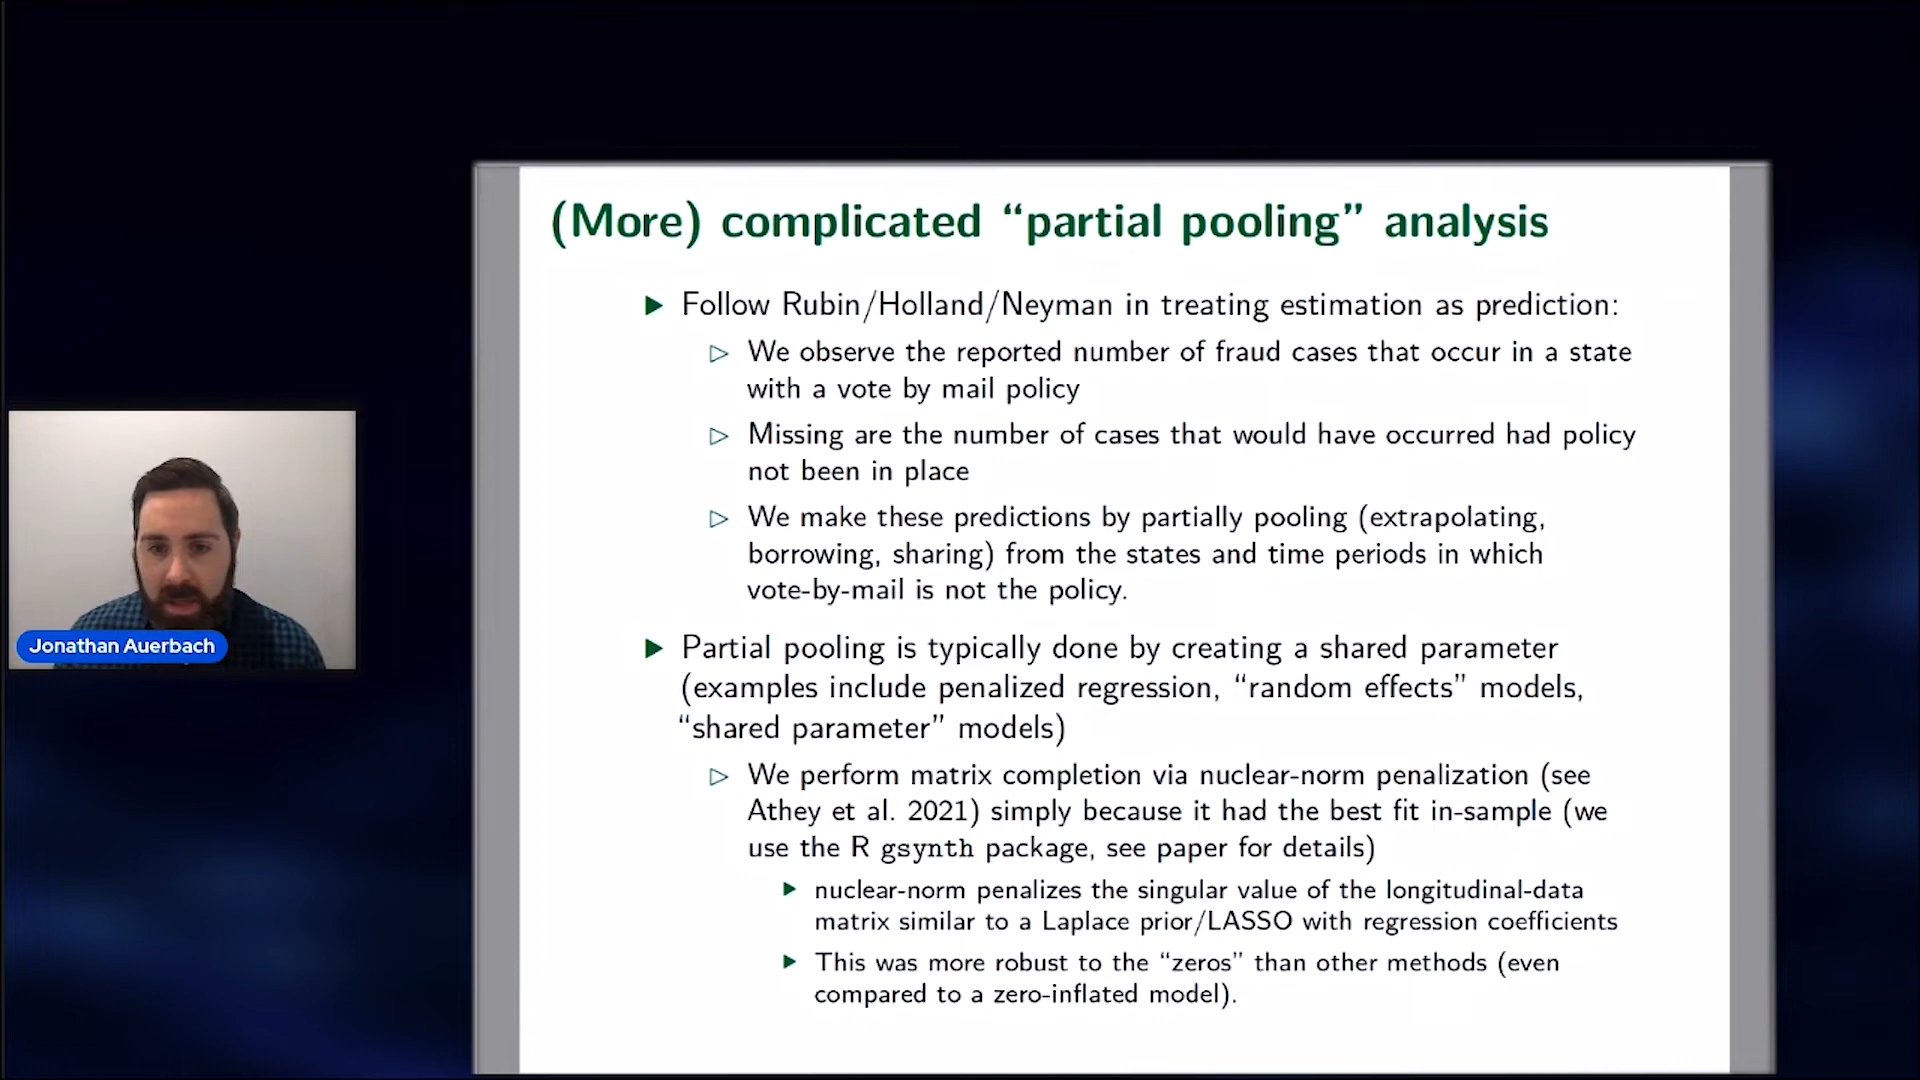 (More) complicated “partial pooling” analysis
▶ Follow Rubin/Holland/Neyman in treating estimation as prediction:
▷ We observe the reported number of fraud cases that occur in a state
with a vote by mail policy
▷ Missing are the number of cases that would have occurred had policy
not been in place
▷ We make these predictions by partially pooling (extrapolating,
borrowing, sharing) from the states and time periods in which
vote-by-mail is not the policy.
▶ Partial pooling is typically done by creating a shared parameter
(examples include penalized regression, “random effects” models,
“shared parameter” models)
▷ We perform matrix completion via nuclear-norm penalization (see
Athey et al. 2021) simply because it had the best fit in-sample (we
use the R gsynth package, see paper for details)
▶ nuclear-norm penalizes the singular value of the longitudinal-data
matrix similar to a Laplace prior/LASSO with regression coefficients
▶ This was more robust to the “zeros” than other methods (even
compared to a zero-inflated model).
Jonathan Auerbach